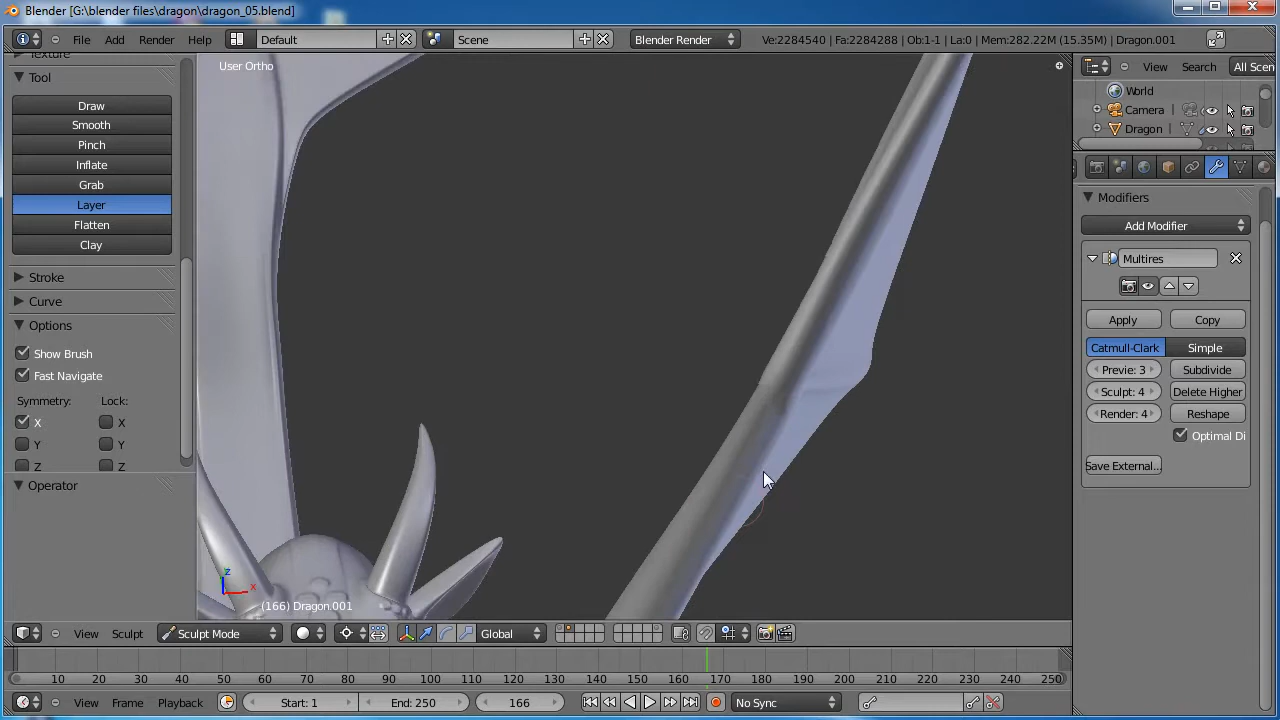 Blender [G:\blender files\dragon\dragon_05.blend]
File Add Render Help Default Scene Blender Render Ve:2284540 | Fa:2284288 | Ob:1-1 | La:0 | Mem:282.22M (15.35M) | Dragon.001
Texture
Tool
Draw
Smooth
Pinch
Inflate
Grab
Layer
Flatten
Clay
Stroke
Curve
Options
Show Brush
Fast Navigate
Symmetry: Lock:
X X
Y Y
Z Z
Operator
User Ortho
z
x
(166) Dragon.001
View Search All Scen
World
Camera
Dragon
Modifiers
Add Modifier
Multires
Apply Copy
Catmull-Clark Simple
Previe: 3 Subdivide
Sculpt: 4 Delete Higher
Render: 4 Reshape
Optimal Di
Save External...
View Sculpt Sculpt Mode Global
10 20 30 40 50 60 70 80 90 100 110 120 130 140 150 160 170 180 190 200 210 220 230 240 250
View Frame Playback Start: 1 End: 250 166 No Sync